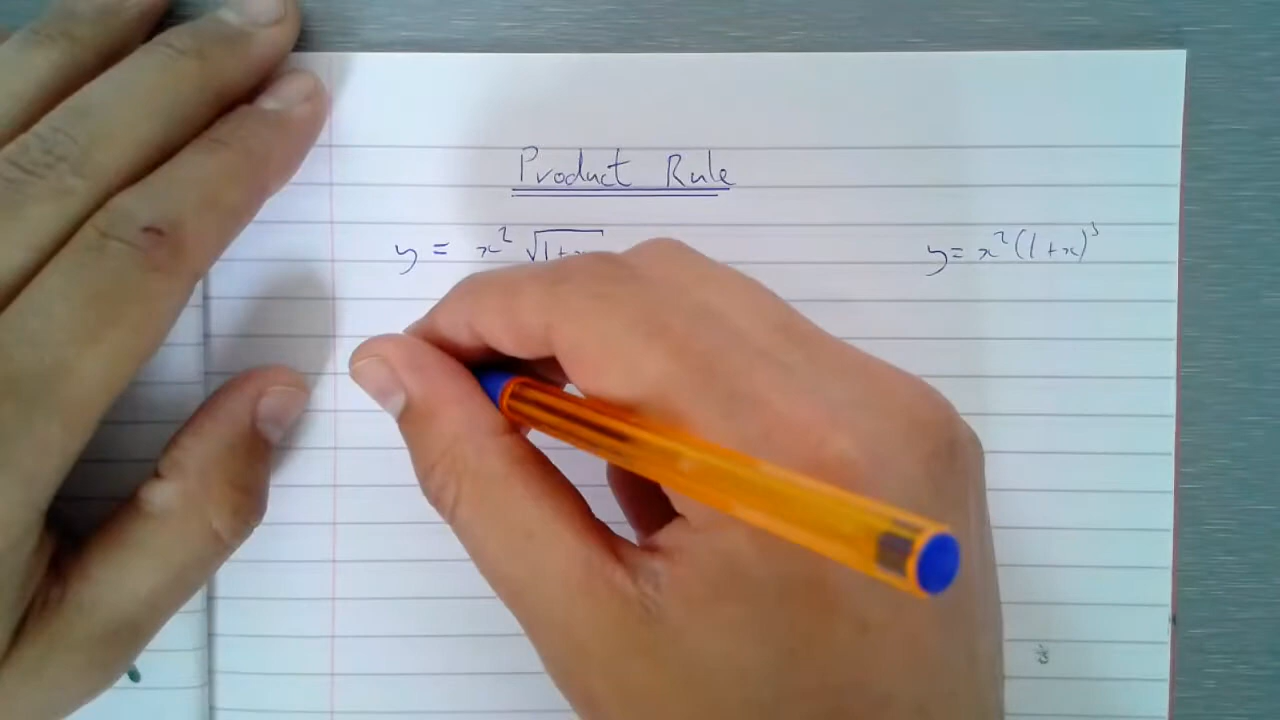 Product Rule
y = x² √1+x
y = x²(1+x)³